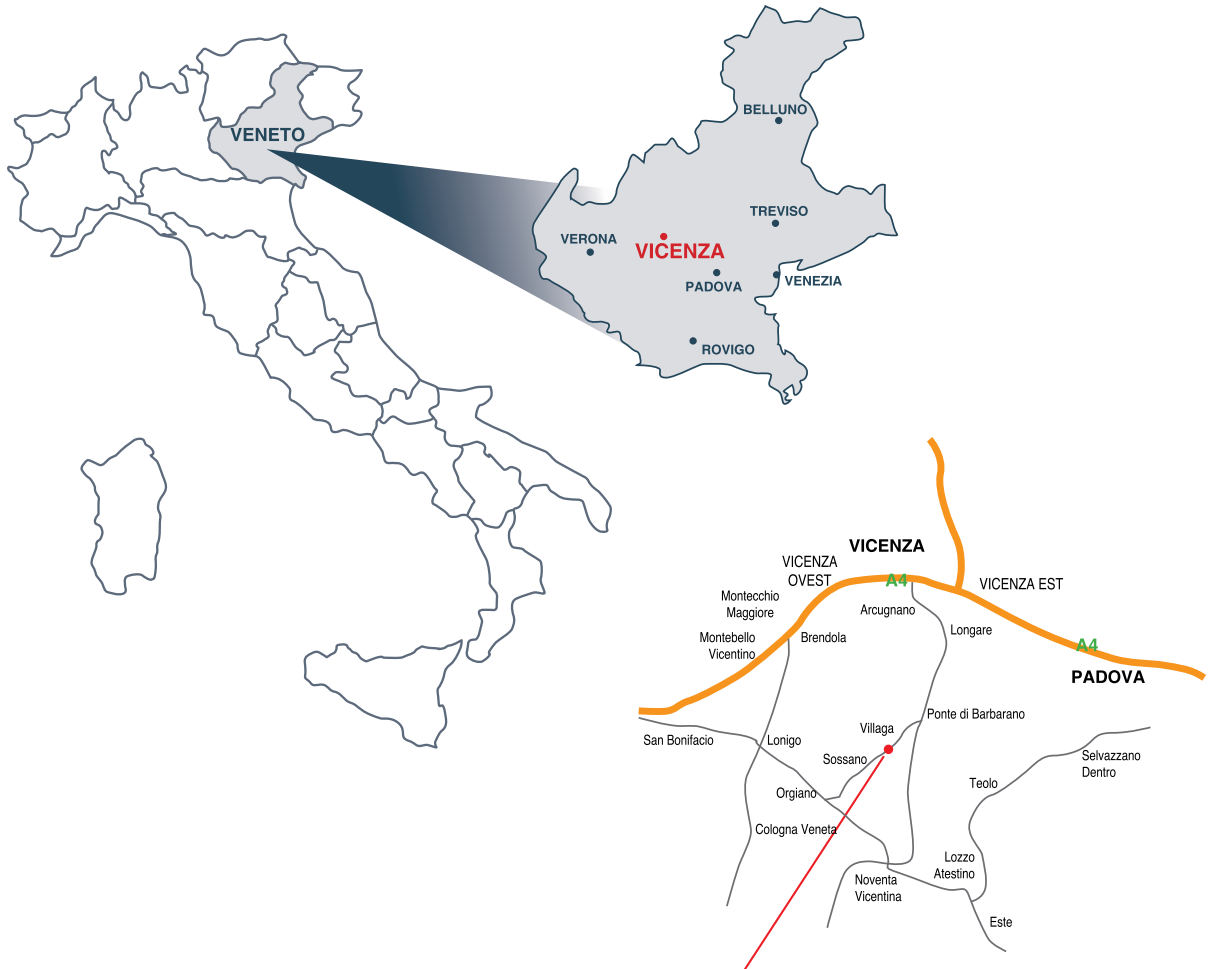 VENETO
BELLUNO
TREVISO
VERONA
VICENZA
PADOVA
VENEZIA
ROVIGO
VICENZA
VICENZA
OVEST
A4
VICENZA EST
Montecchio
Maggiore
Arcugnano
Longare
Montebello
Vicentino
Brendola
A4
PADOVA
Ponte di Barbarano
Villaga
San Bonifacio
Lonigo
Sossano
Selvazzano
Dentro
Teolo
Orgiano
Cologna Veneta
Lozzo
Atestino
Noventa
Vicentina
Este